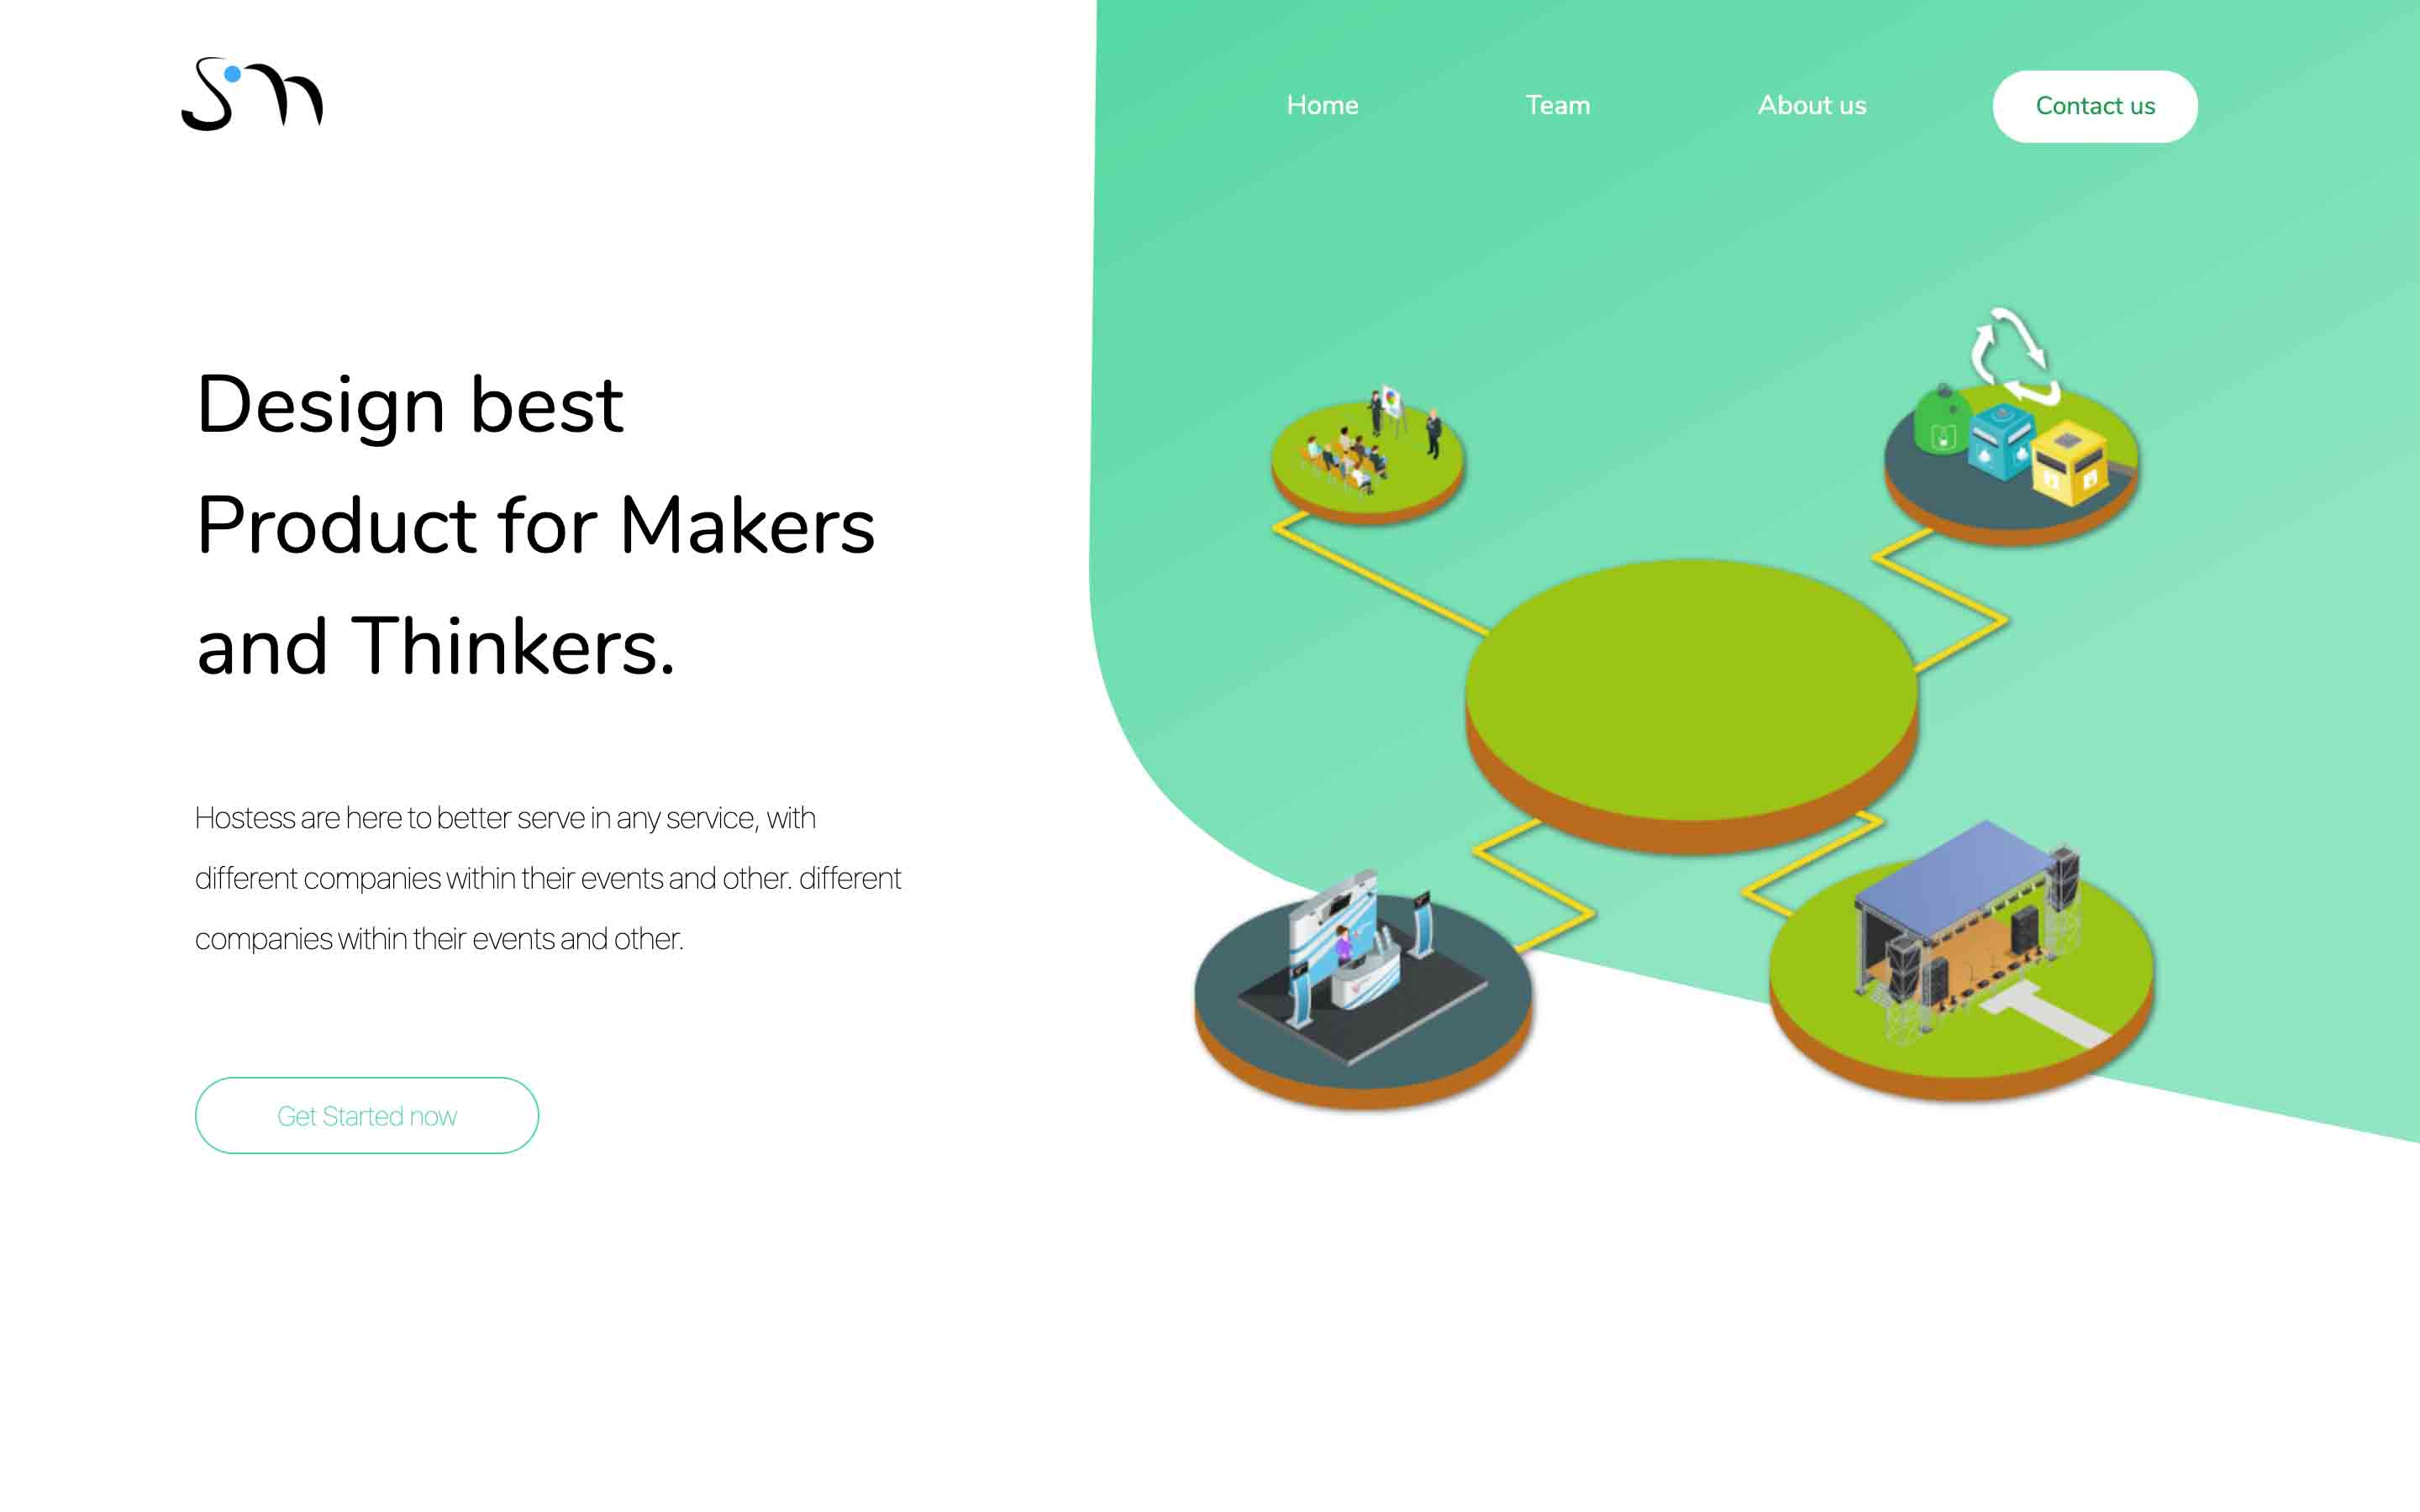 Sm
Home
Team
About us
Contact us
Design best
Product for Makers
and Thinkers.
Hostess are here to better serve in any service, with
different companies within their events and other. different
companies within their events and other.
Get Started now